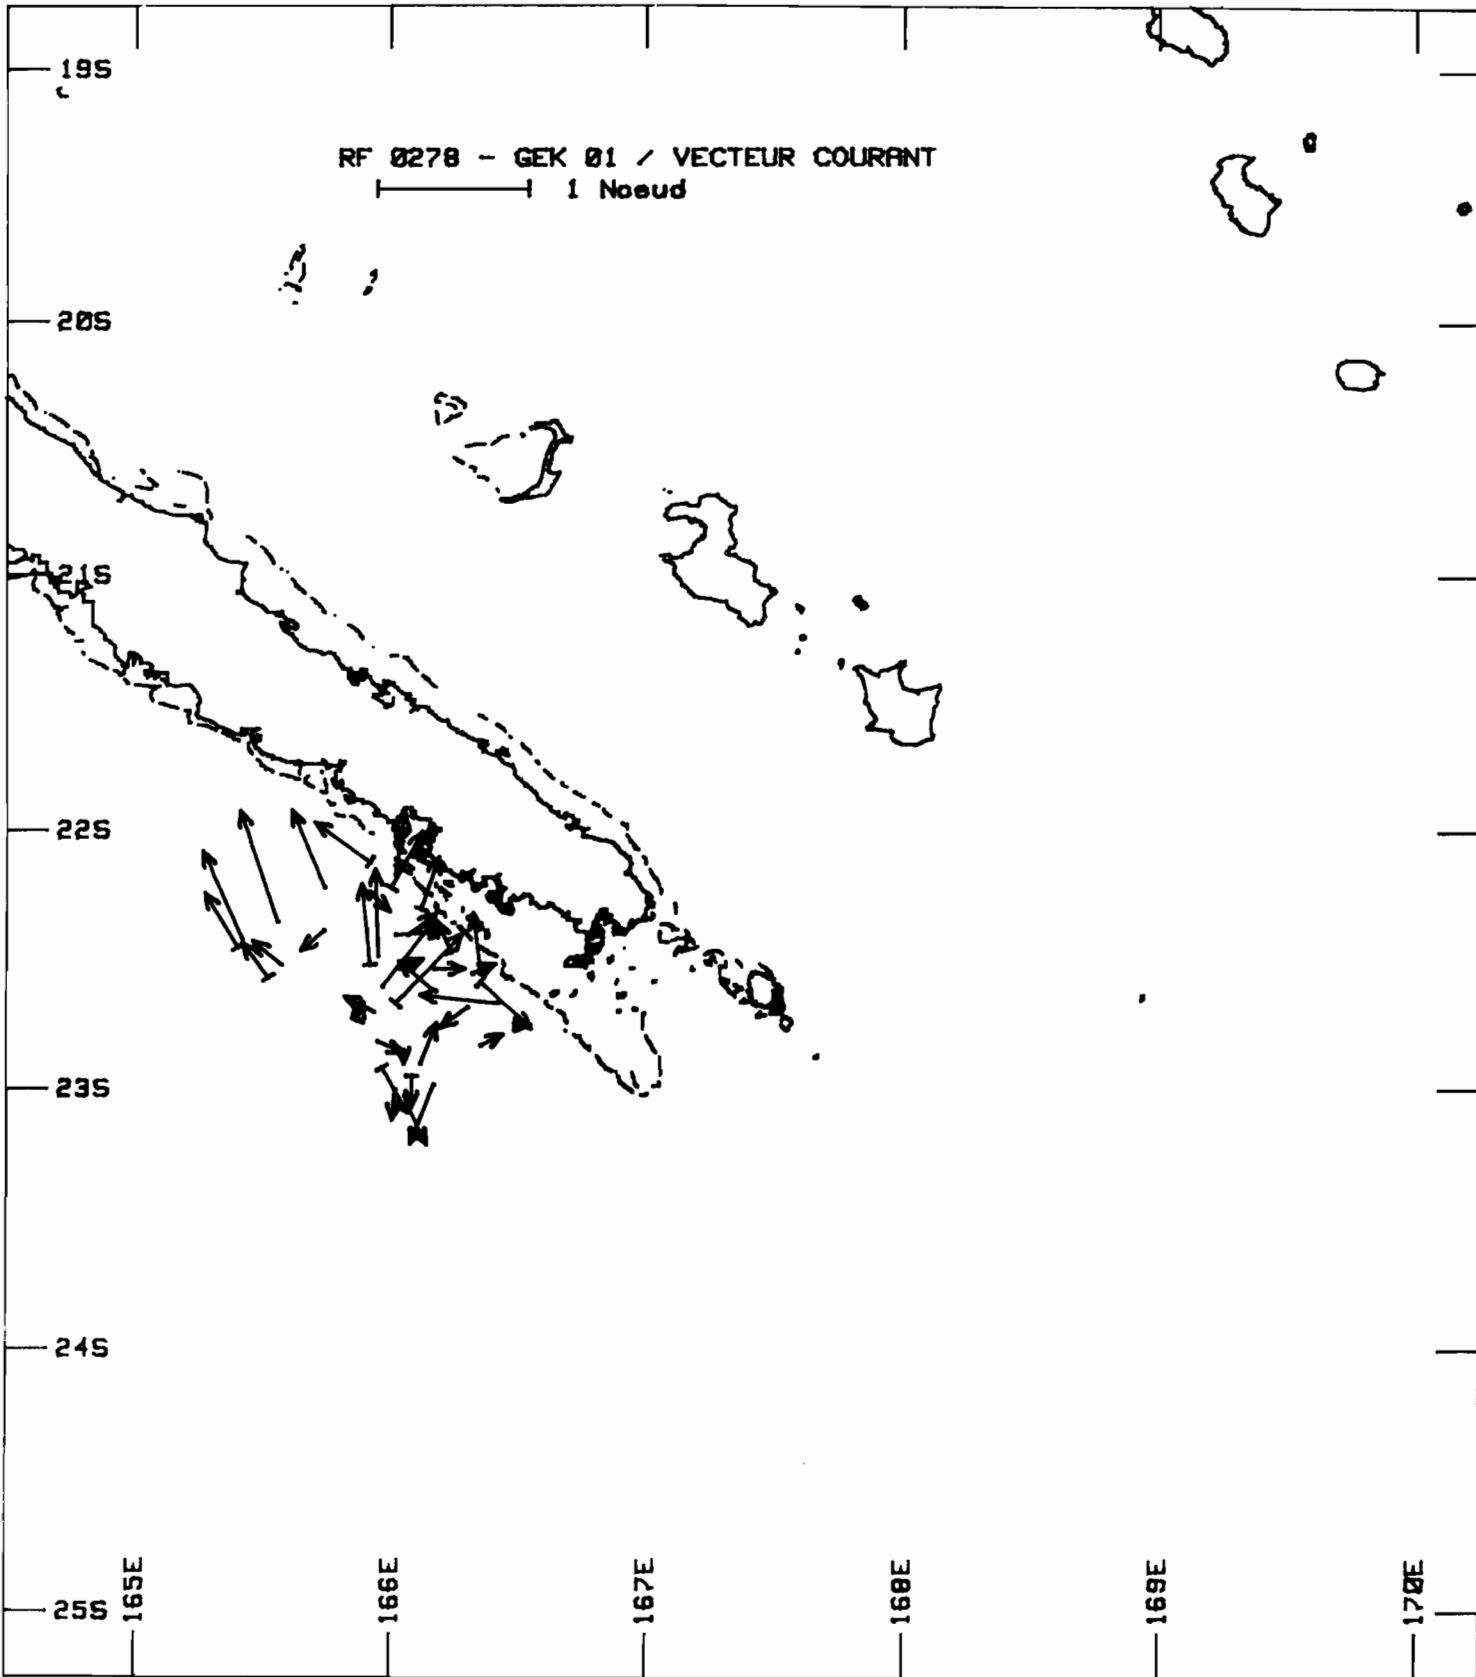 19S
RF 0278 - GEK 01 / VECTEUR COURANT
1 Noeud
20S
21S
22S
23S
24S
25S
165E
166E
167E
168E
169E
170E